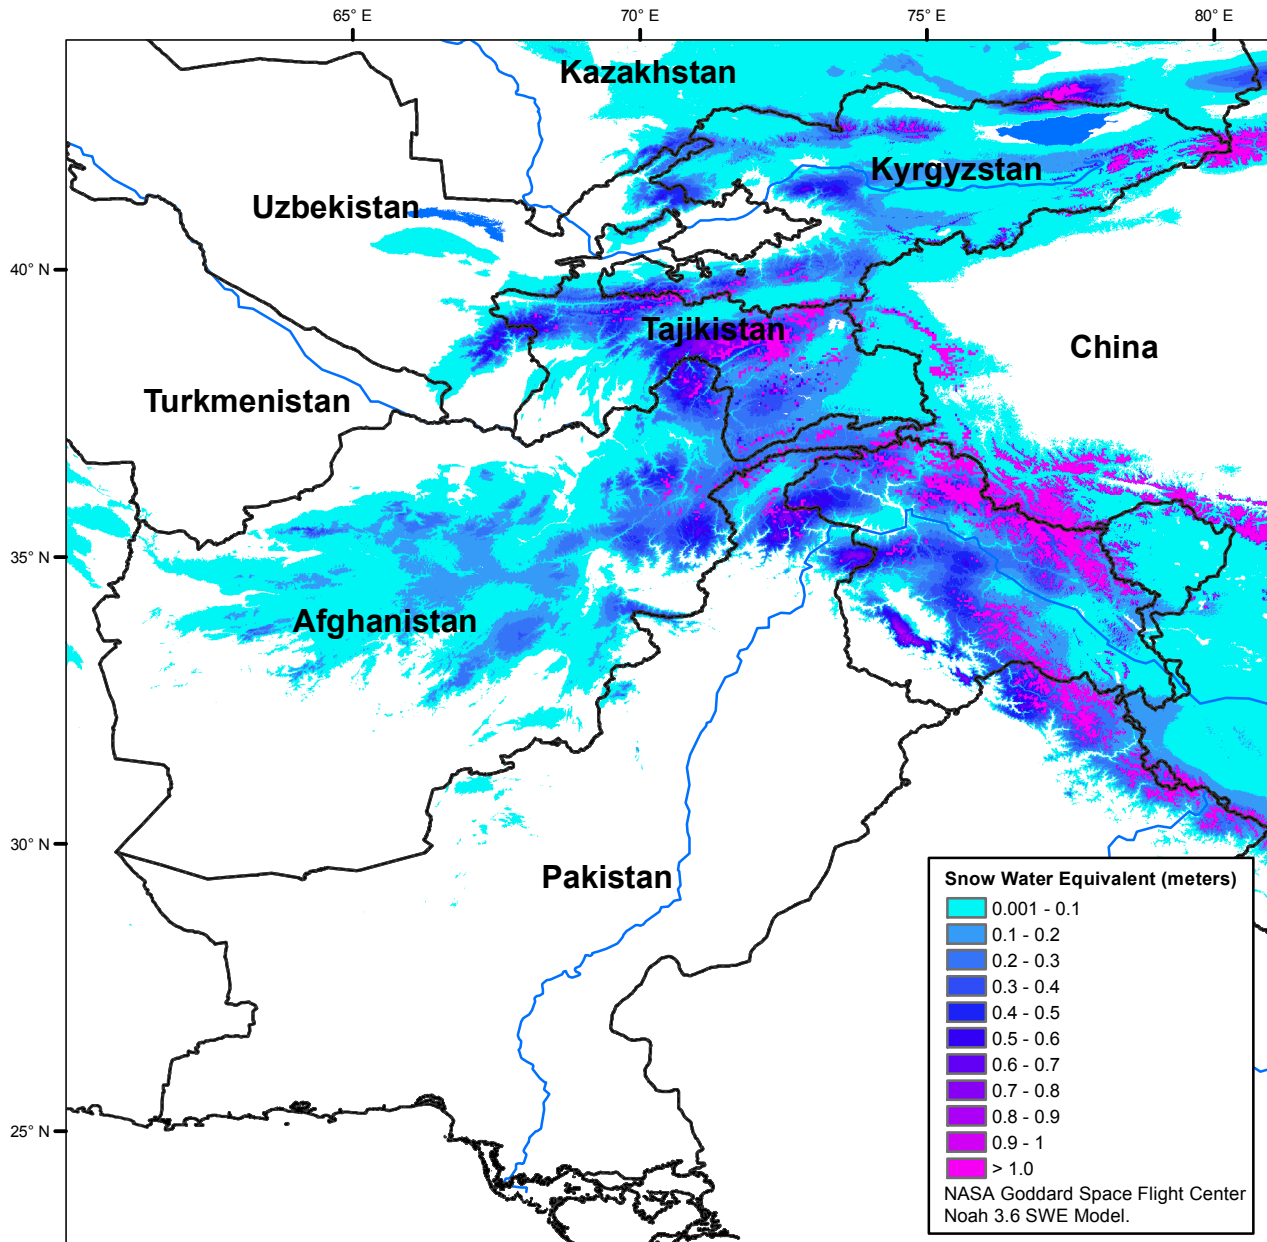 65° E
70° E
75° E
80° E
Kazakhstan
Kyrgyzstan
Uzbekistan
40° N
Tajikistan
China
Turkmenistan
35° N
Afghanistan
30° N
Pakistan
25° N
Snow Water Equivalent (meters)
0.001 - 0.1
0.1 - 0.2
0.2 - 0.3
0.3 - 0.4
0.4 - 0.5
0.5 - 0.6
0.6 - 0.7
0.7 - 0.8
0.8 - 0.9
0.9 - 1
> 1.0
NASA Goddard Space Flight Center
Noah 3.6 SWE Model.